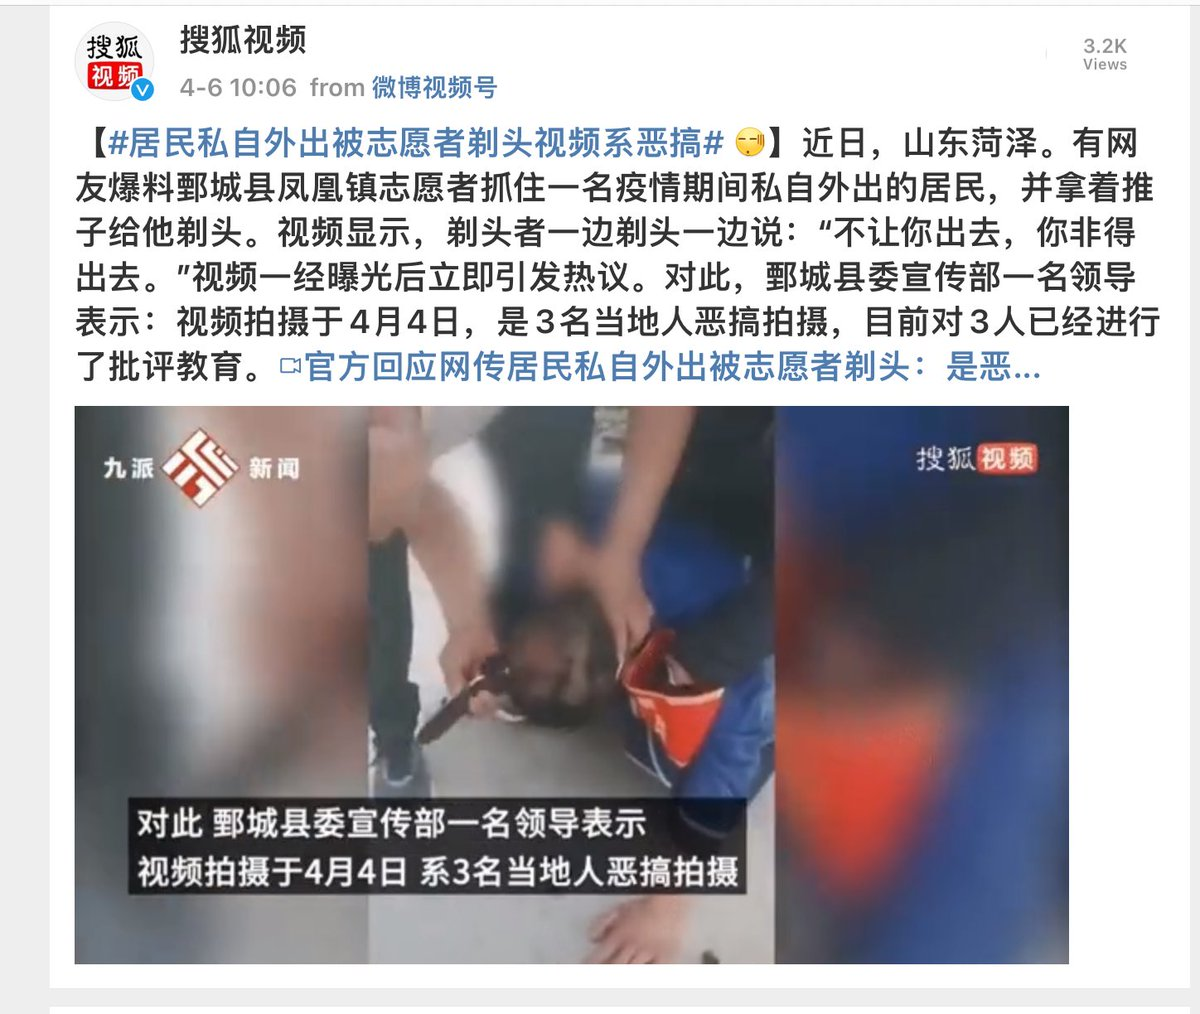 搜狐
视频
搜狐视频
4-6 10:06 from 微博视频号
3.2K
Views
【#居民私自外出被志愿者剃头视频系恶搞# 】近日，山东菏泽。有网
友爆料鄄城县凤凰镇志愿者抓住一名疫情期间私自外出的居民，并拿着推
子给他剃头。视频显示，剃头者一边剃头一边说：“不让你出去，你非得
出去。”视频一经曝光后立即引发热议。对此，鄄城县委宣传部一名领导
表示：视频拍摄于4月4日，是3名当地人恶搞拍摄，目前对3人已经进行
了批评教育。官方回应网传居民私自外出被志愿者剃头：是恶...
九派 新闻
搜狐视频
对此 鄄城县委宣传部一名领导表示
视频拍摄于4月4日 系3名当地人恶搞拍摄